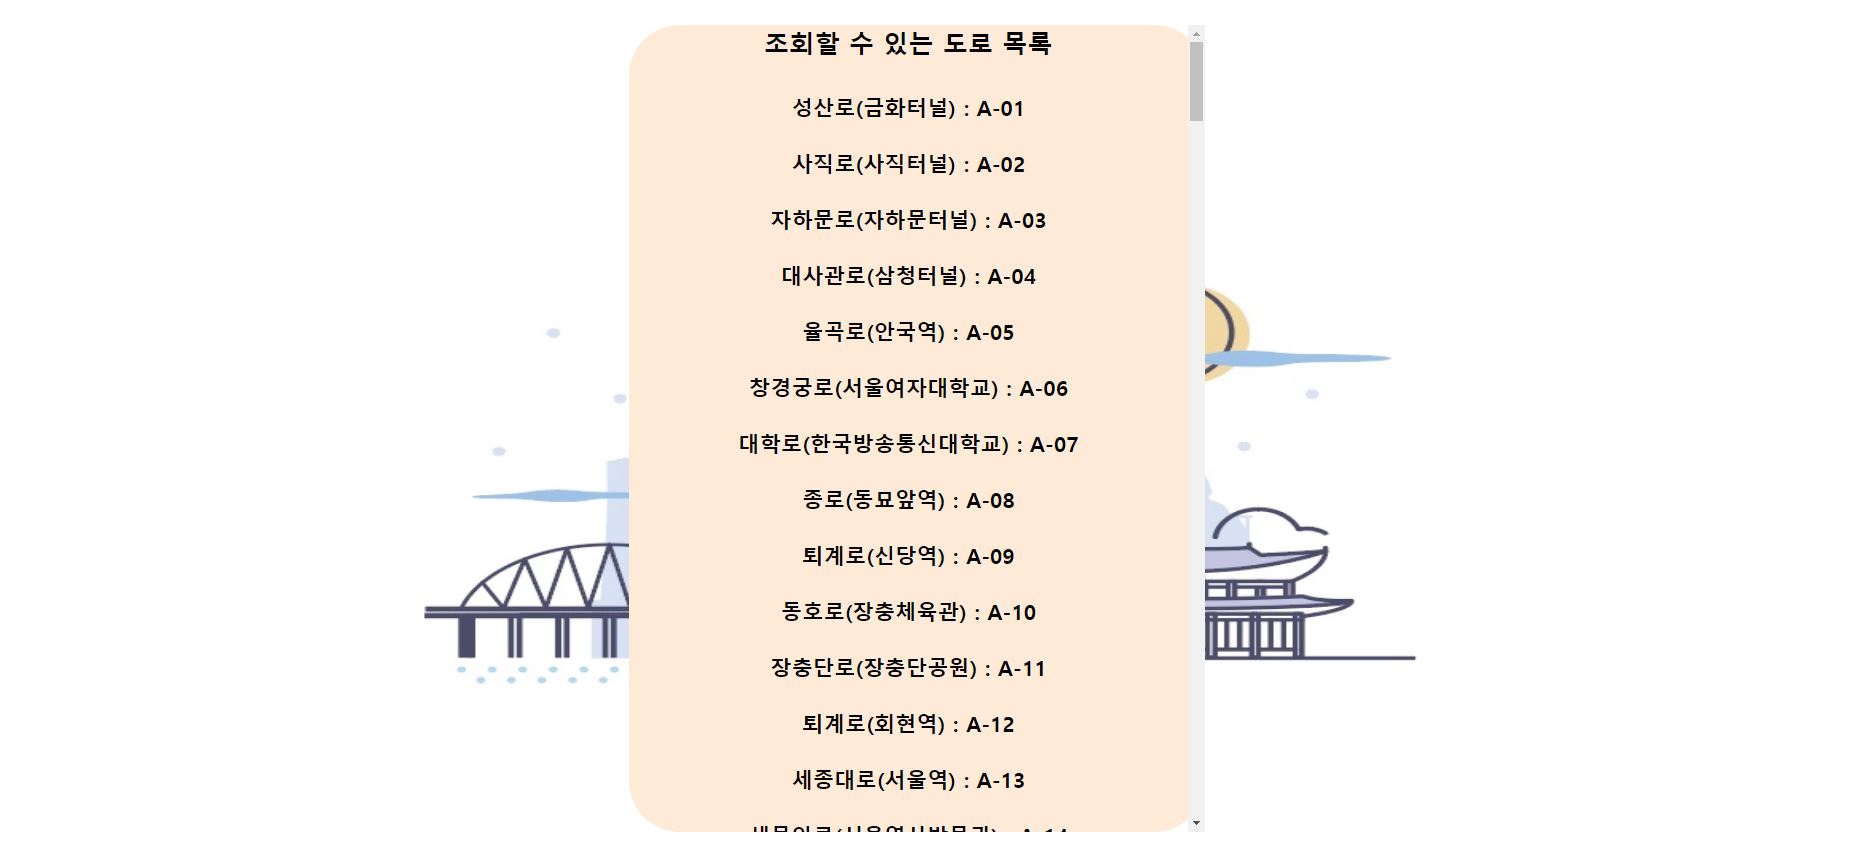 조회할 수 있는 도로 목록
성산로(금화터널) : A-01
사직로(사직터널) : A-02
자하문로(자하문터널) : A-03
대사관로(삼청터널) : A-04
율곡로(안국역) : A-05
창경궁로(서울여자대학교) : A-06
대학로(한국방송통신대학교) : A-07
종로(동묘앞역) : A-08
퇴계로(신당역) : A-09
동호로(장충체육관) : A-10
장충단로(장충단공원) : A-11
퇴계로(회현역) : A-12
세종대로(서울역) : A-13